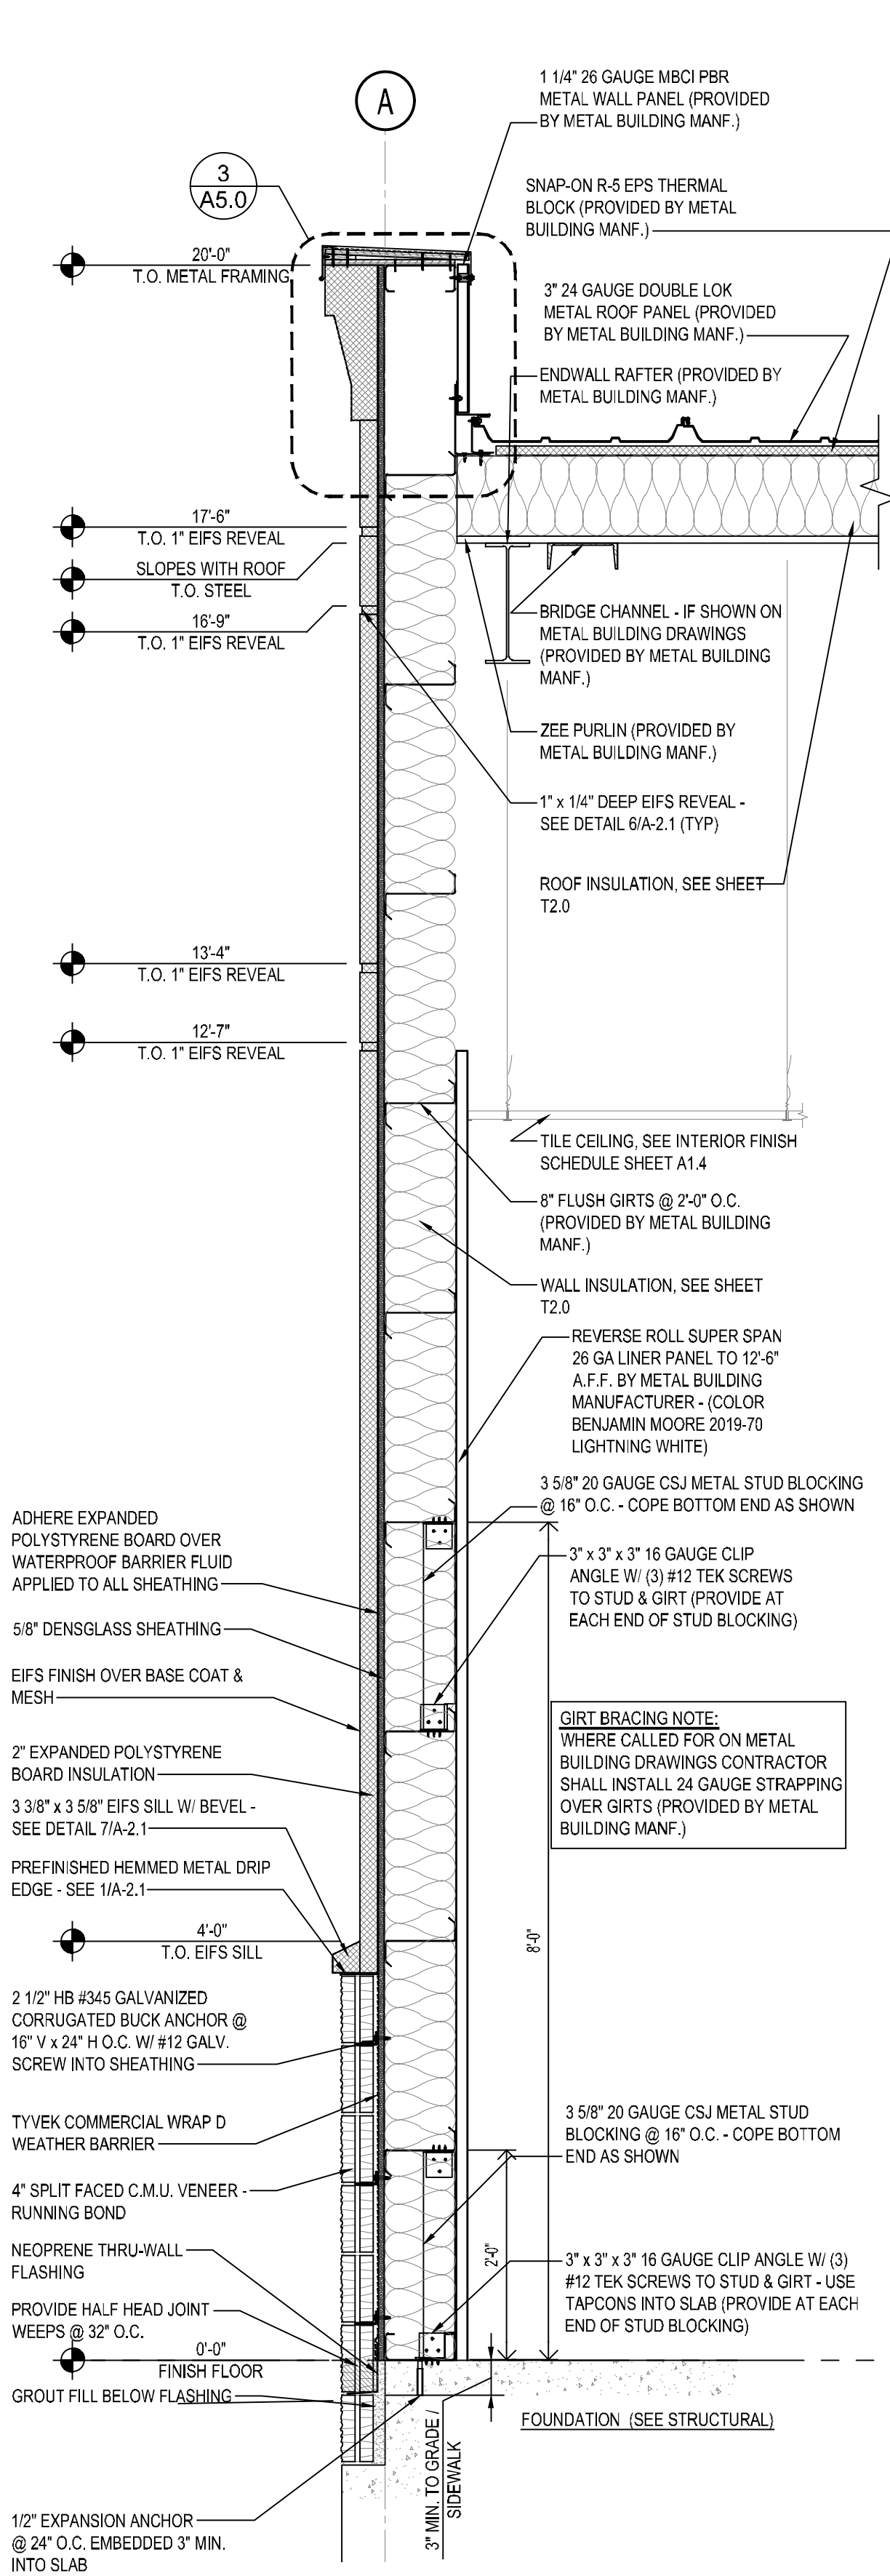 1 1/4" 26 GAUGE MBCI PBR
METAL WALL PANEL (PROVIDED
BY METAL BUILDING MANF.)
A
3
A5.0
SNAP-ON R-5 EPS THERMAL
BLOCK (PROVIDED BY METAL
BUILDING MANF.)
20'-0"
T.O. METAL FRAMING
3" 24 GAUGE DOUBLE LOK
METAL ROOF PANEL (PROVIDED
BY METAL BUILDING MANF.)
ENDWALL RAFTER (PROVIDED BY
METAL BUILDING MANF.)
17'-6"
T.O. 1" EIFS REVEAL
SLOPES WITH ROOF
T.O. STEEL
16'-9"
T.O. 1" EIFS REVEAL
BRIDGE CHANNEL - IF SHOWN ON
METAL BUILDING DRAWINGS
(PROVIDED BY METAL BUILDING
MANF.)
ZEE PURLIN (PROVIDED BY
METAL BUILDING MANF.)
1" x 1/4" DEEP EIFS REVEAL -
SEE DETAIL 6/A-2.1 (TYP)
ROOF INSULATION, SEE SHEET
T2.0
13'-4"
T.O. 1" EIFS REVEAL
12'-7"
T.O. 1" EIFS REVEAL
TILE CEILING, SEE INTERIOR FINISH
SCHEDULE SHEET A1.4
8" FLUSH GIRTS @ 2'-0" O.C.
(PROVIDED BY METAL BUILDING
MANF.)
WALL INSULATION, SEE SHEET
T2.0
REVERSE ROLL SUPER SPAN
26 GA LINER PANEL TO 12'-6"
A.F.F. BY METAL BUILDING
MANUFACTURER - (COLOR
BENJAMIN MOORE 2019-70
LIGHTNING WHITE)
3 5/8" 20 GAUGE CSJ METAL STUD BLOCKING
@ 16" O.C. - COPE BOTTOM END AS SHOWN
3" x 3" x 3" 16 GAUGE CLIP
ANGLE W/ (3) #12 TEK SCREWS
TO STUD & GIRT (PROVIDE AT
EACH END OF STUD BLOCKING)
ADHERE EXPANDED
POLYSTYRENE BOARD OVER
WATERPROOF BARRIER FLUID
APPLIED TO ALL SHEATHING
5/8" DENSGLASS SHEATHING
EIFS FINISH OVER BASE COAT &
MESH
2" EXPANDED POLYSTYRENE
BOARD INSULATION
3 3/8" x 3 5/8" EIFS SILL W/ BEVEL -
SEE DETAIL 7/A-2.1
PREFINISHED HEMMED METAL DRIP
EDGE - SEE 1/A-2.1
GIRT BRACING NOTE:
WHERE CALLED FOR ON METAL
BUILDING DRAWINGS CONTRACTOR
SHALL INSTALL 24 GAUGE STRAPPING
OVER GIRTS (PROVIDED BY METAL
BUILDING MANF.)
4'-0"
T.O. EIFS SILL
8'-0"
2 1/2" HB #345 GALVANIZED
CORRUGATED BUCK ANCHOR @
16" V x 24" H O.C. W/ #12 GALV.
SCREW INTO SHEATHING
TYVEK COMMERCIAL WRAP D
WEATHER BARRIER
4" SPLIT FACED C.M.U. VENEER -
RUNNING BOND
NEOPRENE THRU-WALL
FLASHING
PROVIDE HALF HEAD JOINT
WEEPS @ 32" O.C.
0'-0"
FINISH FLOOR
GROUT FILL BELOW FLASHING
3 5/8" 20 GAUGE CSJ METAL STUD
BLOCKING @ 16" O.C. - COPE BOTTOM
END AS SHOWN
2'-0"
3" x 3" x 3" 16 GAUGE CLIP ANGLE W/ (3)
#12 TEK SCREWS TO STUD & GIRT - USE
TAPCONS INTO SLAB (PROVIDE AT EACH
END OF STUD BLOCKING)
FOUNDATION (SEE STRUCTURAL)
3" MIN. TO GRADE /
SIDEWALK
1/2" EXPANSION ANCHOR
@ 24" O.C. EMBEDDED 3" MIN.
INTO SLAB